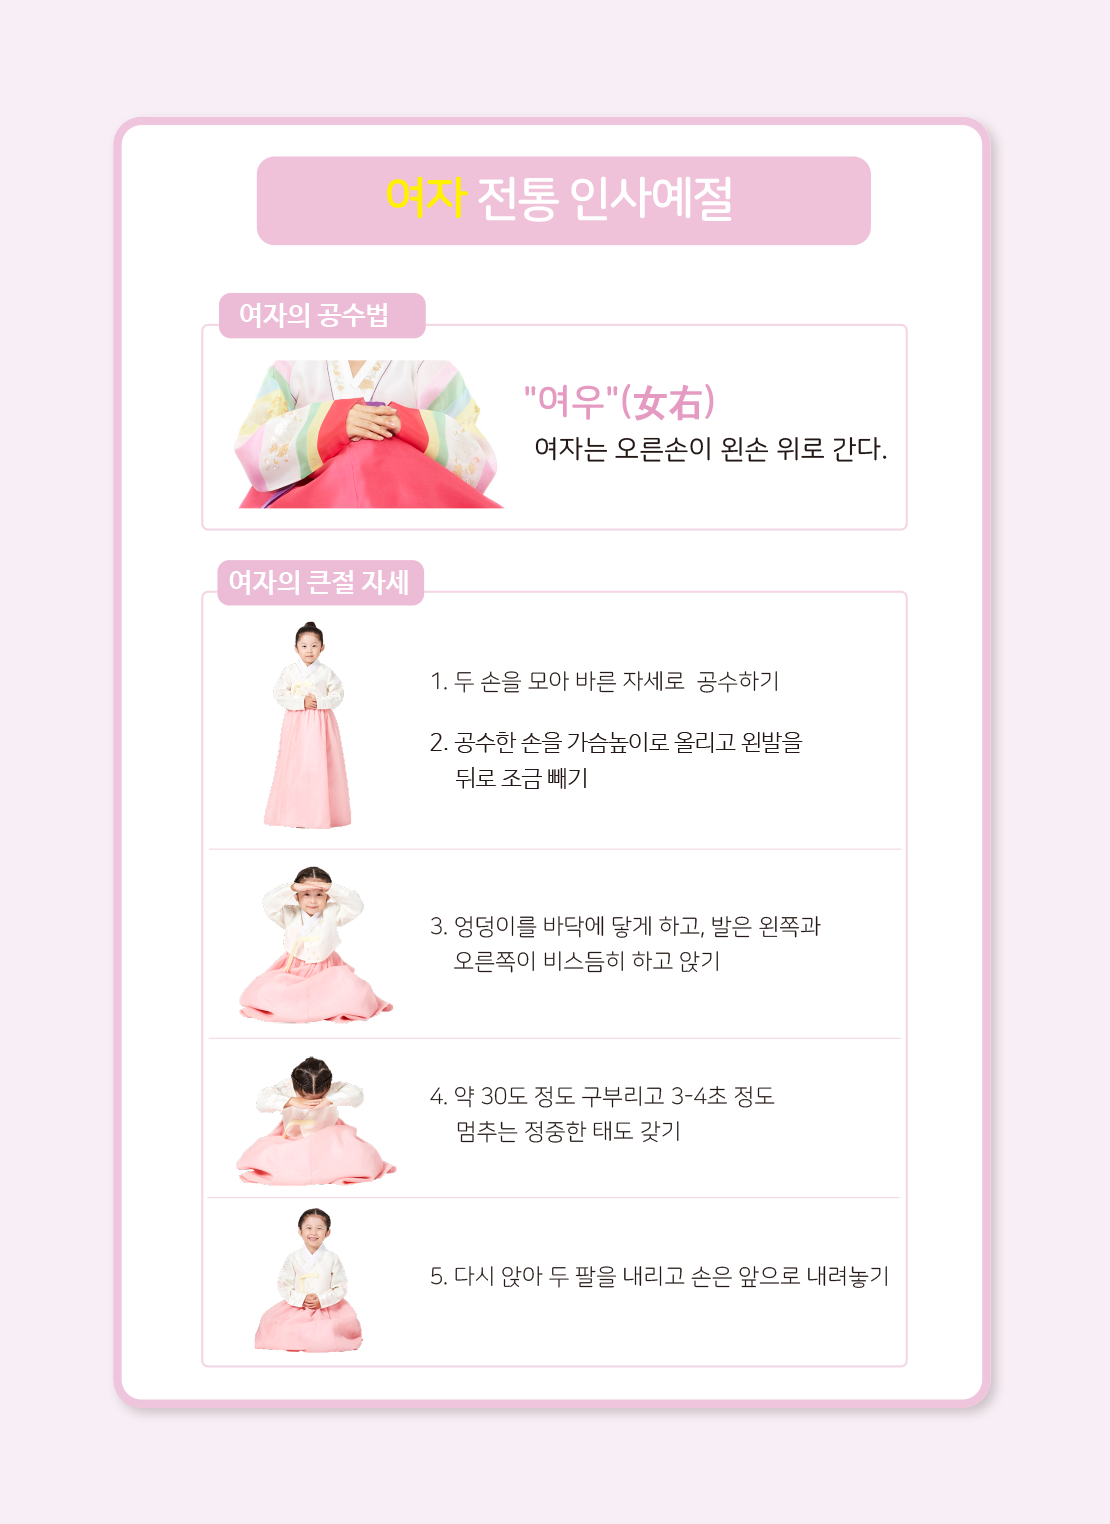 여자 전통 인사예절
여자의 공수법
"여우"(女右)
여자는 오른손이 왼손 위로 간다.
여자의 큰절 자세
1. 두 손을 모아 바른 자세로 공수하기
2. 공수한 손을 가슴높이로 올리고 왼발을
뒤로 조금 빼기
3. 엉덩이를 바닥에 닿게 하고, 발은 왼쪽과
오른쪽이 비스듬히 하고 앉기
4. 약 30도 정도 구부리고 3-4초 정도
멈추는 정중한 태도 갖기
5. 다시 앉아 두 팔을 내리고 손은 앞으로 내려놓기